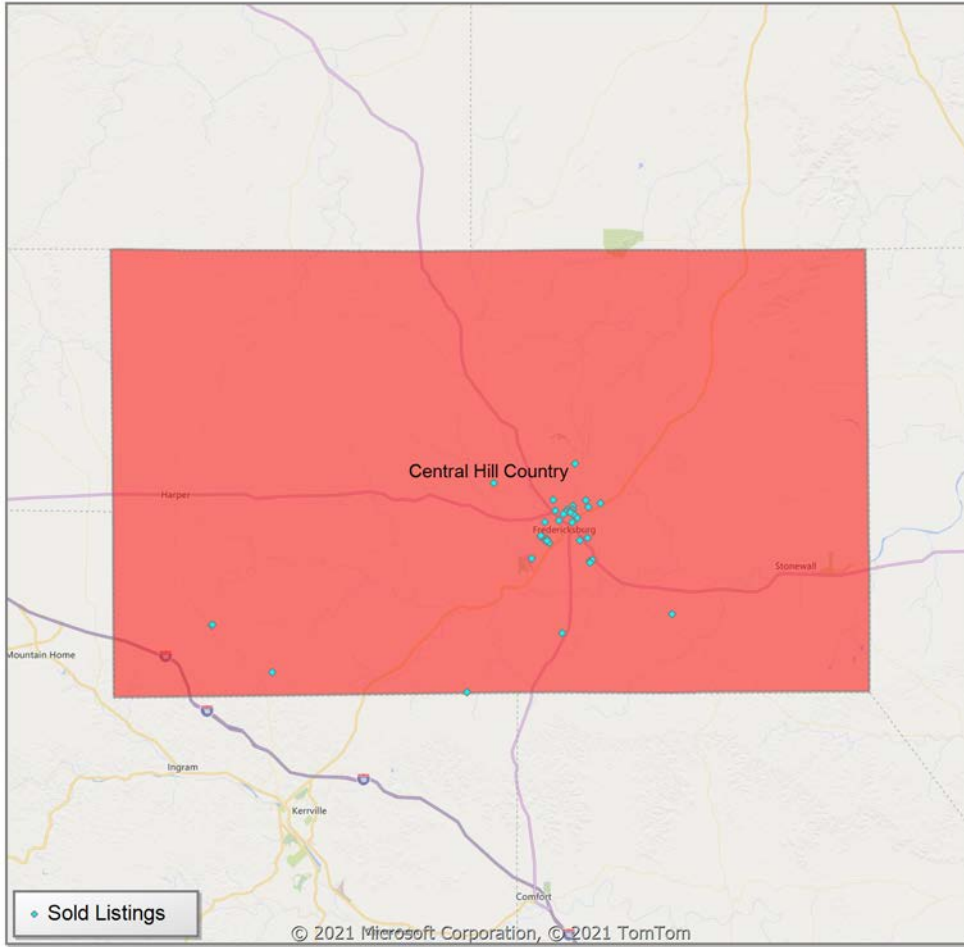 Central Hill Country
Harper
Fredericksburg
Stonewall
Mountain Home
Ingram
Kerrville
Comfort
Sold Listings
© 2021 Microsoft Corporation, © 2021 TomTom